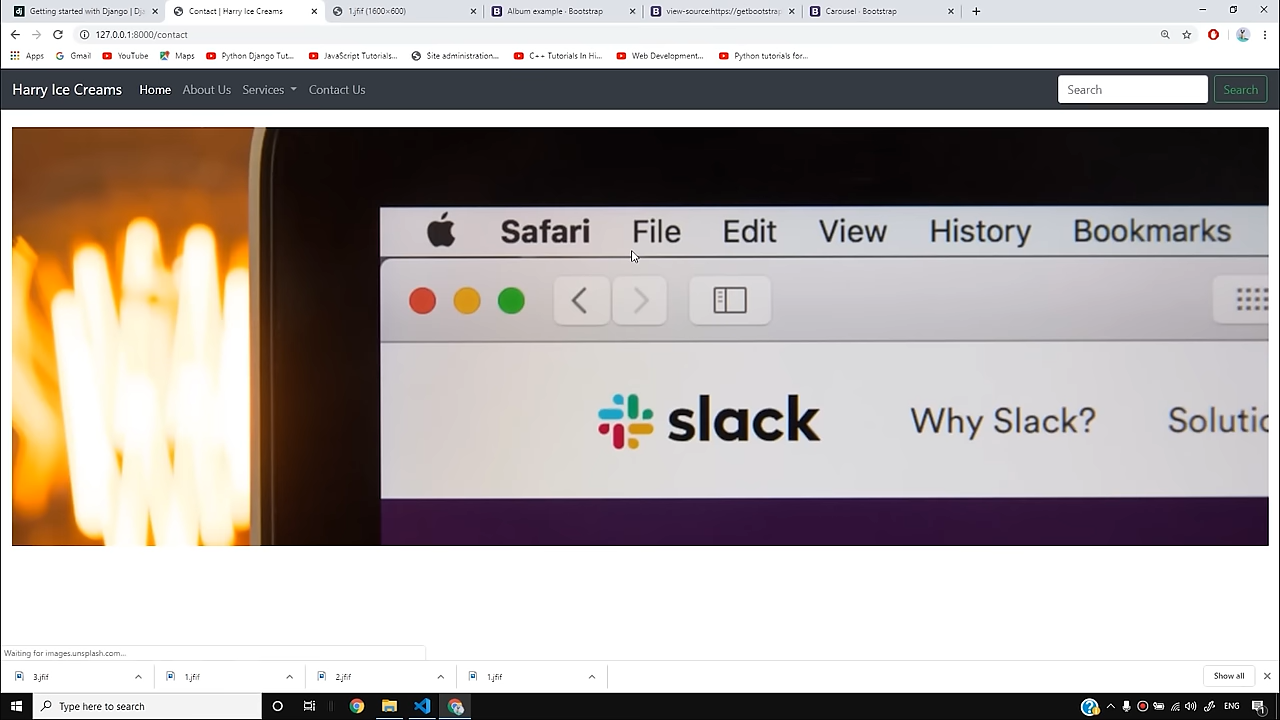 Getting started with Django | Dj
Contact | Harry Ice Creams
1.jfif (1600×600)
Album example · Bootstrap
view-source:https://getbootstrap
Carousel · Bootstrap
127.0.0.1:8000/contact
Apps
Gmail
YouTube
Maps
Python Django Tut...
JavaScript Tutorials...
Site administration...
C++ Tutorials In Hi...
Web Development...
Python tutorials for...
Harry Ice Creams
Home
About Us
Services
Contact Us
Search
Search
Safari File Edit View History Bookmarks
slack
Why Slack?
Solutio
Waiting for images.unsplash.com...
3.jfif
1.jfif
2.jfif
1.jfif
Show all
Type here to search
ENG